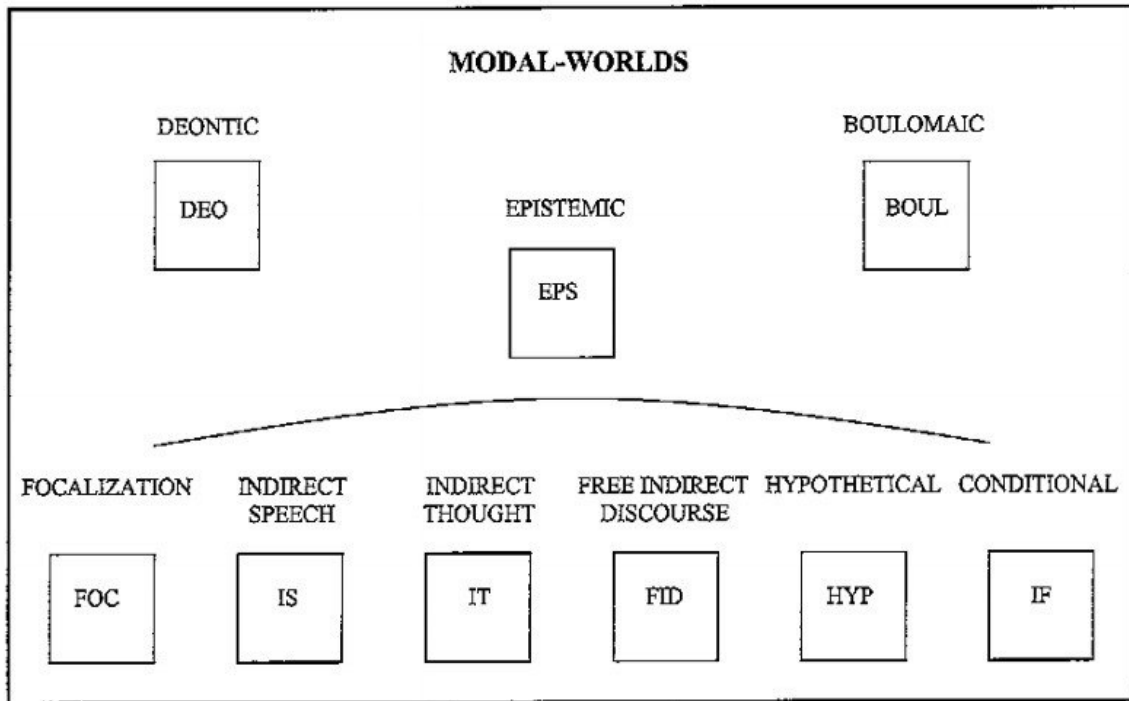 MODAL-WORLDS
DEONTIC
BOULOMAIC
DEO
EPISTEMIC
BOUL
EPS
FOCALIZATION
INDIRECT
SPEECH
INDIRECT
THOUGHT
FREE INDIRECT
DISCOURSE
HYPOTHETICAL
CONDITIONAL
FOC
IS
IT
FID
HYP
IF